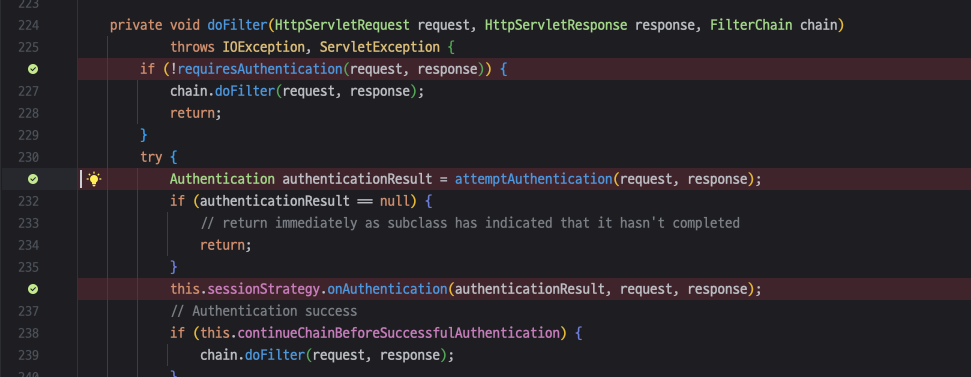 223
224 private void doFilter(HttpServletRequest request, HttpServletResponse response, FilterChain chain)
225 throws IOException, ServletException {
if (!requiresAuthentication(request, response)) {
227 chain.doFilter(request, response);
228 return;
229 }
230 try {
Authentication authenticationResult = attemptAuthentication(request, response);
232 if (authenticationResult == null) {
233 // return immediately as subclass has indicated that it hasn't completed
234 return;
235 }
this.sessionStrategy.onAuthentication(authenticationResult, request, response);
237 // Authentication success
238 if (this.continueChainBeforeSuccessfulAuthentication) {
239 chain.doFilter(request, response);
240 }